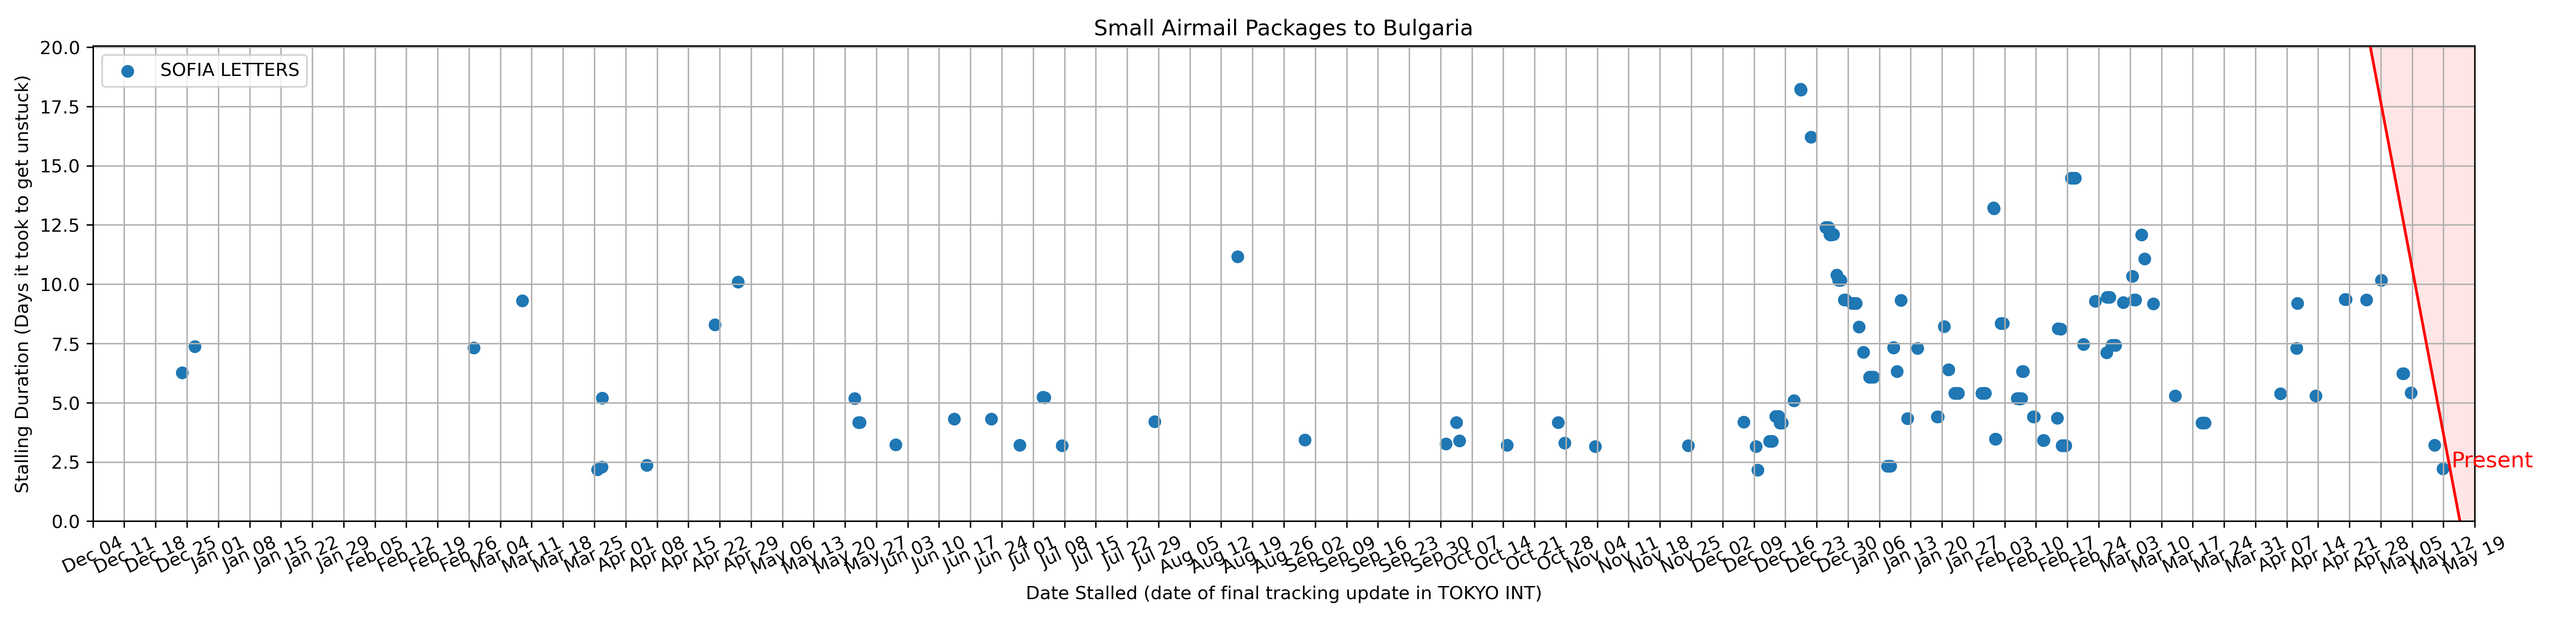 Small Airmail Packages to Bulgaria
SOFIA LETTERS
Stalling Duration (Days it took to get unstuck)
20.0
17.5
15.0
12.5
10.0
7.5
5.0
2.5
0.0
Present
Dec 04 Dec 11 Dec 18 Dec 25 Jan 01 Jan 08 Jan 15 Jan 22 Jan 29 Feb 05 Feb 12 Feb 19 Feb 26 Mar 04 Mar 11 Mar 18 Mar 25 Apr 01 Apr 08 Apr 15 Apr 22 Apr 29 May 06 May 13 May 20 May 27 Jun 03 Jun 10 Jun 17 Jun 24 Jul 01 Jul 08 Jul 15 Jul 22 Jul 29 Aug 05 Aug 12 Aug 19 Aug 26 Sep 02 Sep 09 Sep 16 Sep 23 Sep 30 Oct 07 Oct 14 Oct 21 Oct 28 Nov 04 Nov 11 Nov 18 Nov 25 Dec 02 Dec 09 Dec 16 Dec 23 Dec 30 Jan 06 Jan 13 Jan 20 Jan 27 Feb 03 Feb 10 Feb 17 Feb 24 Mar 03 Mar 10 Mar 17 Mar 24 Mar 31 Apr 07 Apr 14 Apr 21 Apr 28 May 05 May 12 May 19
Date Stalled (date of final tracking update in TOKYO INT)